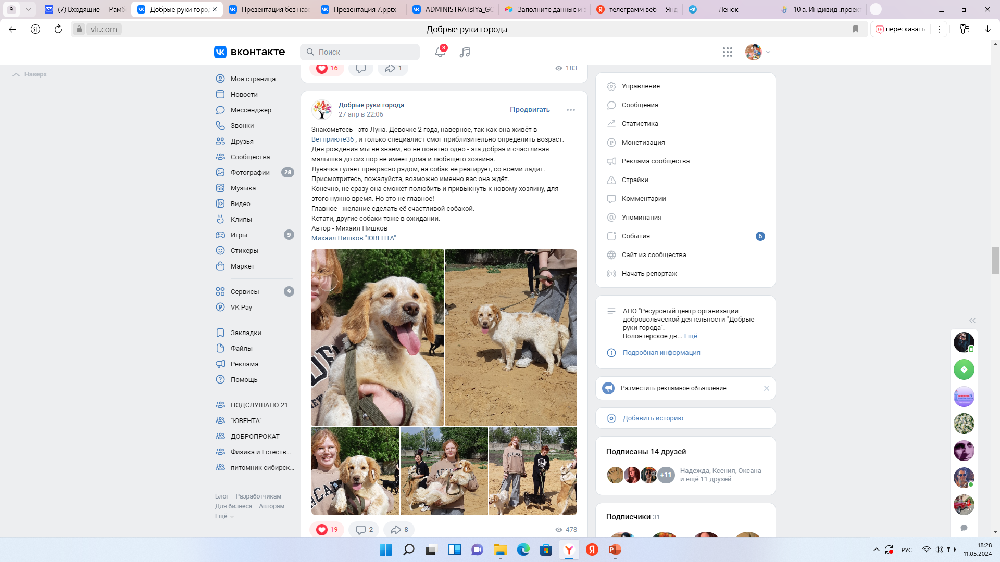 9
(7) Входящие — Рамб
Добрые руки горо
Презентация безназ
Презентация 7.pptx
ADMINISTRATsIYa_GO
Заполните данные и з
телеграмм веб — Янд
Ленок
10 а, Индивид .проект
vk.com
Добрые руки города
пересказать
вконтакте
Поиск
3
Наверх
Моя страница
Новости
Мессенджер
Звонки
Друзья
Сообщества
Фотографии 28
Музыка
Видео
Клипы
Игры 9
Стикеры
Маркет
Сервисы 9
VK Pay
Закладки
Файлы
Реклама
Помощь
ПОДСЛУШАНО 21
"ЮВЕНТА"
ДОБРОПРОКАТ
Физика и Естеств...
питомник сибирск...
Блог Разработчикам
Для бизнеса Авторам
Ещё
16 1 183
Добрые руки города
27 апр в 22:06
Продвигать
Знакомьтесь - это Луна. Девочке 2 года, наверное, так как она живёт в
Ветприюте36 , и только специалист смог приблизительно определить возраст.
Дня рождения мы не знаем, но не понятно одно - эта добрая и счастливая
малышка до сих пор не имеет дома и любящего хозяина.
Луначка гуляет прекрасно рядом, на собак не реагирует, со всеми ладит.
Присмотритесь, пожалуйста, возможно именно вас она ждёт.
Конечно, не сразу она сможет полюбить и привыкнуть к новому хозяину, для
этого нужно время. Но это не главное!
Главное - желание сделать её счастливой собакой.
Кстати, другие собаки тоже в ожидании.
Автор - Михаил Пишков
Михаил Пишков "ЮВЕНТА"
19 2 8 478
Управление
Сообщения
Статистика
Монетизация
Реклама сообщества
Страйки
Комментарии
Упоминания
События 6
Сайт из сообщества
Начать репортаж
АНО "Ресурсный центр организации
добровольческой деятельности "Добрые
руки города".
Волонтерское дв... Ещё
Подробная информация
Разместить рекламное объявление
Добавить историю
Подписаны 14 друзей
+11
Надежда, Ксения, Оксана
и ещё 11 друзей
Подписчики 31
РУС
18:28
11.05.2024